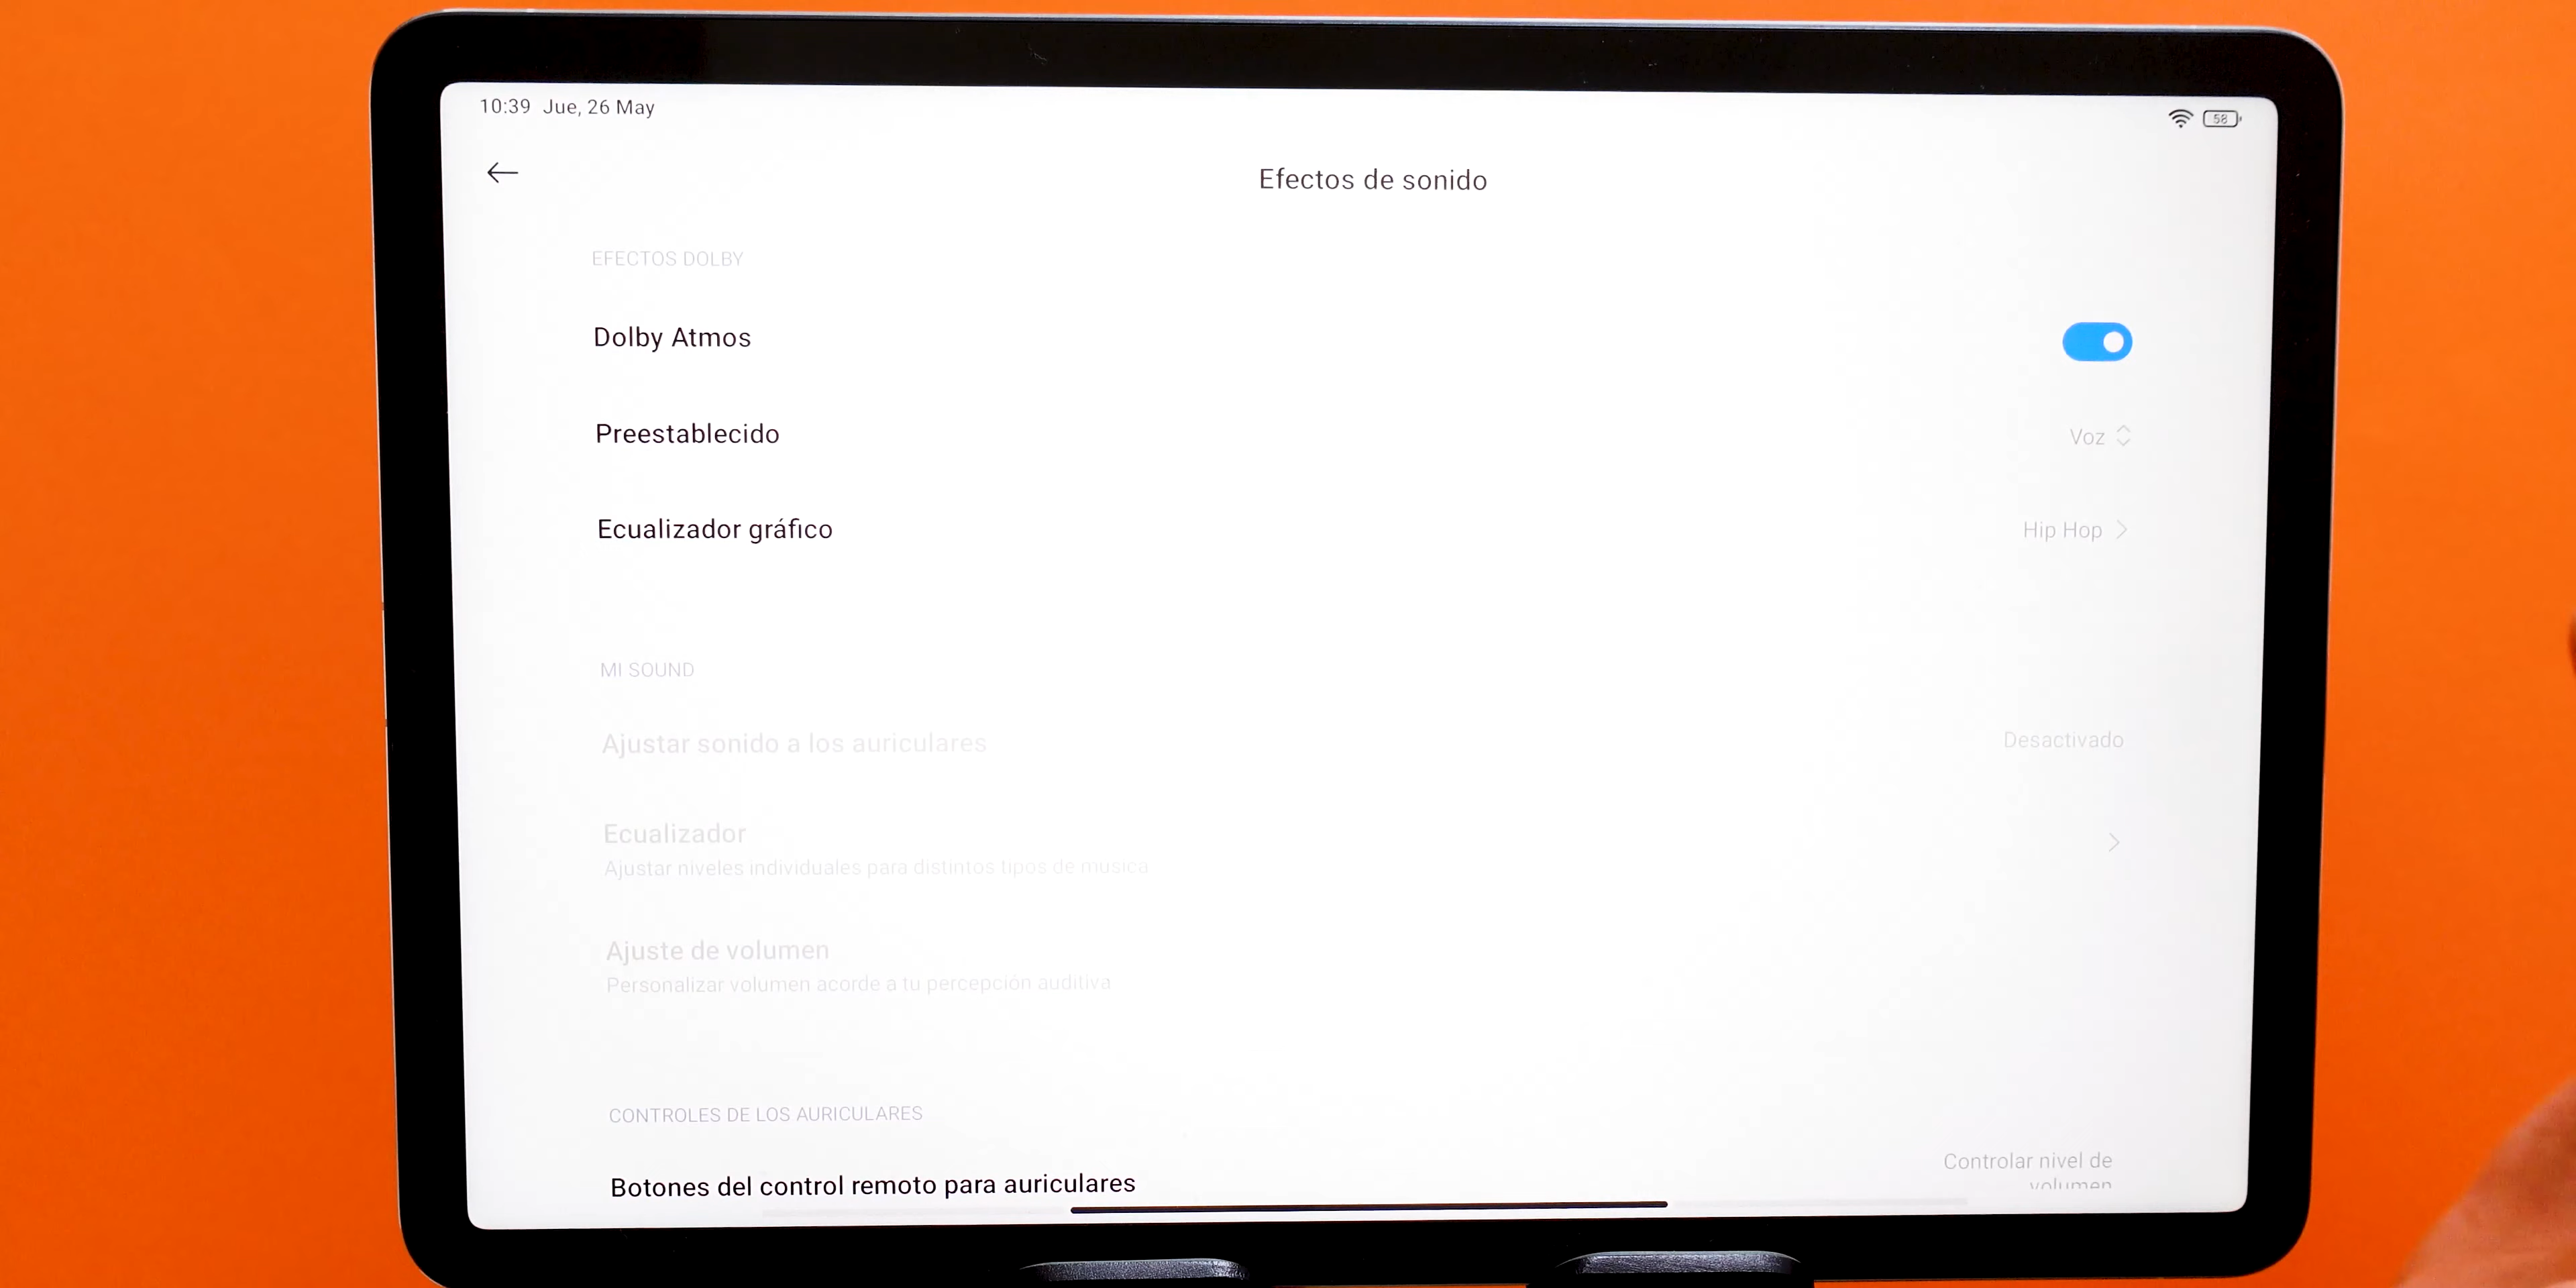 10:39 Jue, 26 May
58
Efectos de sonido
EFECTOS DOLBY
Dolby Atmos
Preestablecido
Voz
Ecualizador gráfico
Hip Hop
MI SOUND
Ajustar sonido a los auriculares
Desactivado
Ecualizador
Ajustar niveles individuales para distintos tipos de musica
Ajuste de volumen
Personalizar volumen acorde a tu percepción auditiva
CONTROLES DE LOS AURICULARES
Botones del control remoto para auriculares
Controlar nivel de
volumen